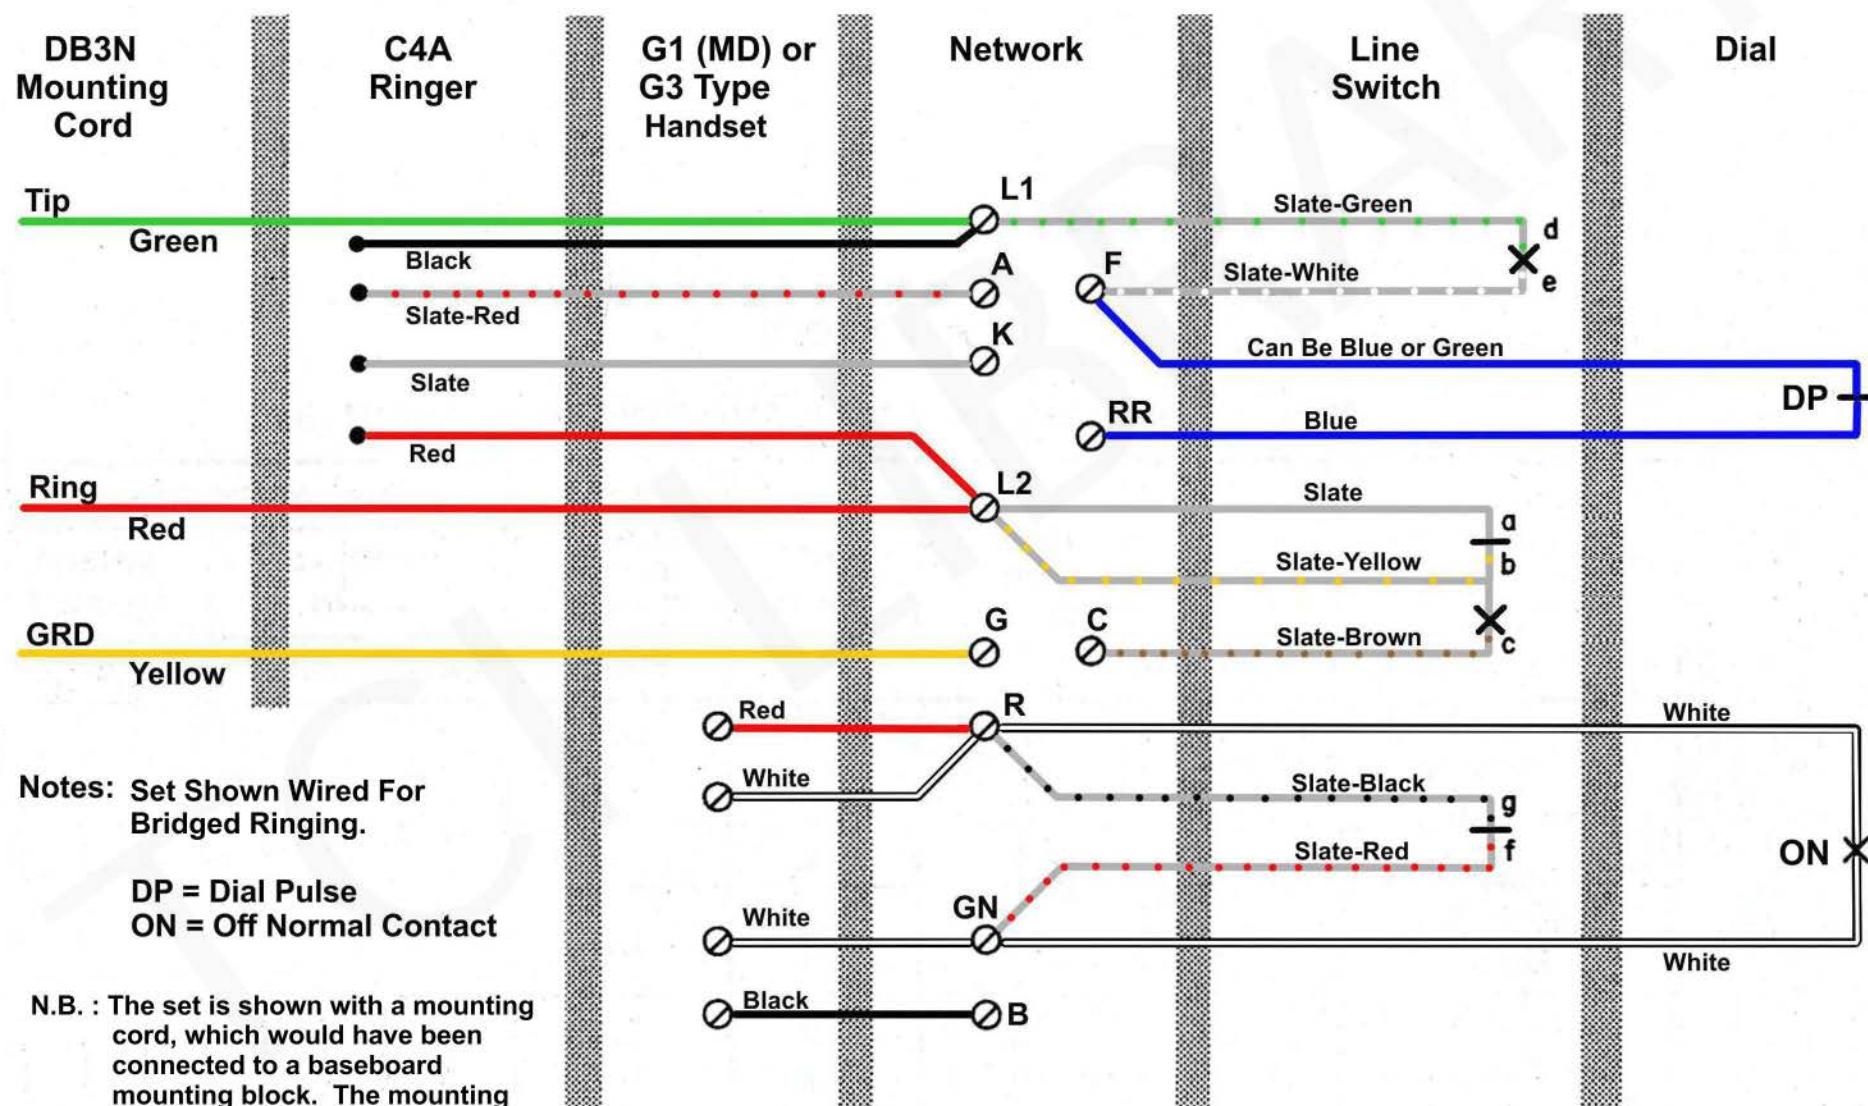 DB3N
Mounting
Cord
C4A
Ringer
G1 (MD) or
G3 Type
Handset
Network
Line
Switch
Dial
Tip
Green
L1
Slate-Green
d
Black
A
F
Slate-White
e
Slate-Red
K
Can Be Blue or Green
Slate
DP
RR
Blue
Red
Ring
L2
Slate
a
Red
Slate-Yellow
b
GRD
G
C
Slate-Brown
c
Yellow
Red
R
White
White
Slate-Black
g
Slate-Red
f
ON
Notes: Set Shown Wired For
Bridged Ringing.
DP = Dial Pulse
ON = Off Normal Contact
White
GN
White
Black
B
N.B. : The set is shown with a mounting
cord, which would have been
connected to a baseboard
mounting block. The mounting
TCI LIBRARY